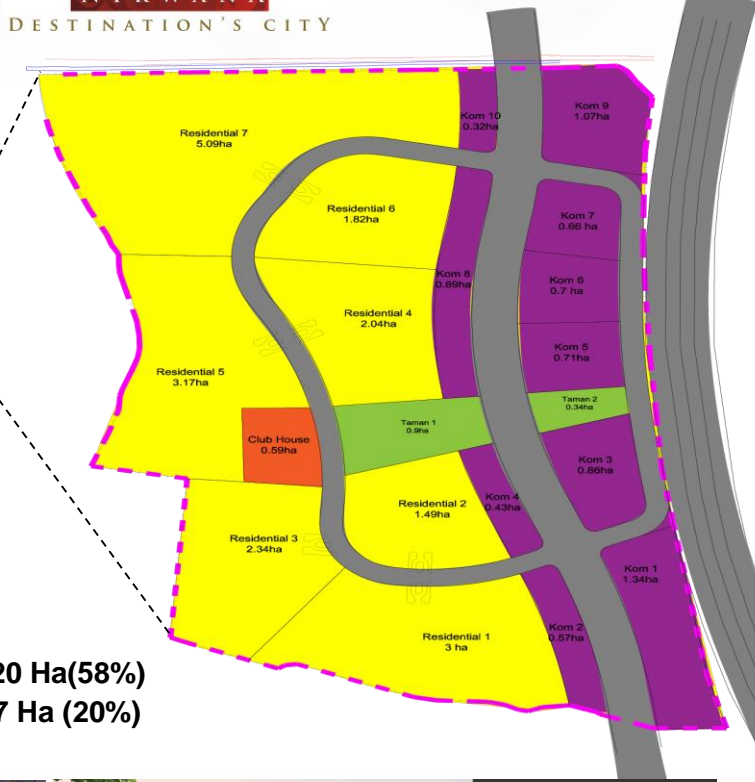 NIRWANA
DESTINATION'S CITY
Residential 7
5.09ha
Kom 10
0.32ha
Kom 9
1.07ha
Residential 6
1.82ha
Kom 7
0.66 ha
Kom 8
0.89ha
Kom 6
0.7 ha
Residential 4
2.04ha
Kom 5
0.71ha
Residential 5
3.17ha
Taman 2
0.34ha
Taman 1
0.9ha
Club House
0.59ha
Kom 3
0.86ha
Residential 2
1.49ha
Kom 4
0.43ha
Residential 3
2.34ha
Kom 1
1.34ha
Residential 1
3 ha
Kom 2
0.57ha
20 Ha(58%)
7 Ha (20%)